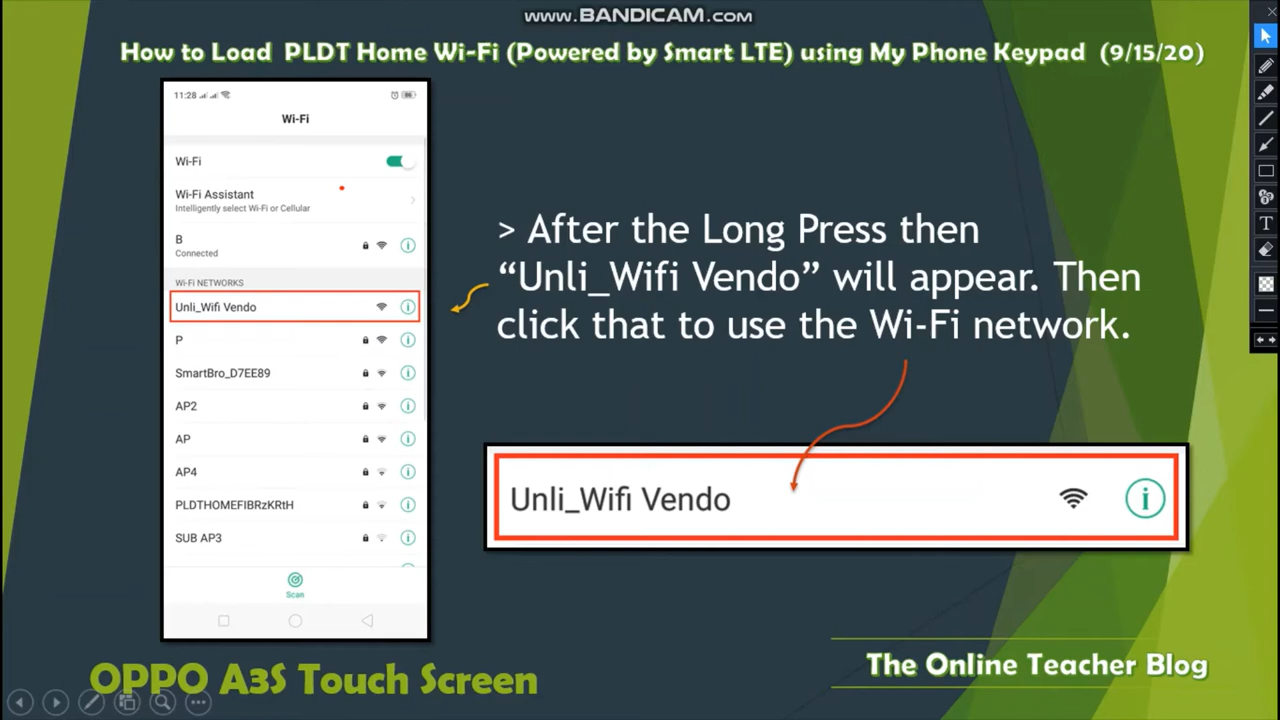 www.BANDICAM.com
How to Load PLDT Home Wi-Fi (Powered by Smart LTE) using My Phone Keypad (9/15/20)
11:28
Wi-Fi
Wi-Fi
Wi-Fi Assistant
Intelligently select Wi-Fi or Cellular
B
Connected
Wi-Fi NETWORKS
Unli_Wifi Vendo
P
SmartBro_D7EE89
AP2
AP
AP4
PLDTHOMEFIBRzKRtH
SUB AP3
Scan
> After the Long Press then
“Unli_Wifi Vendo” will appear. Then
click that to use the Wi-Fi network.
Unli_Wifi Vendo
OPPO A3S Touch Screen
The Online Teacher Blog